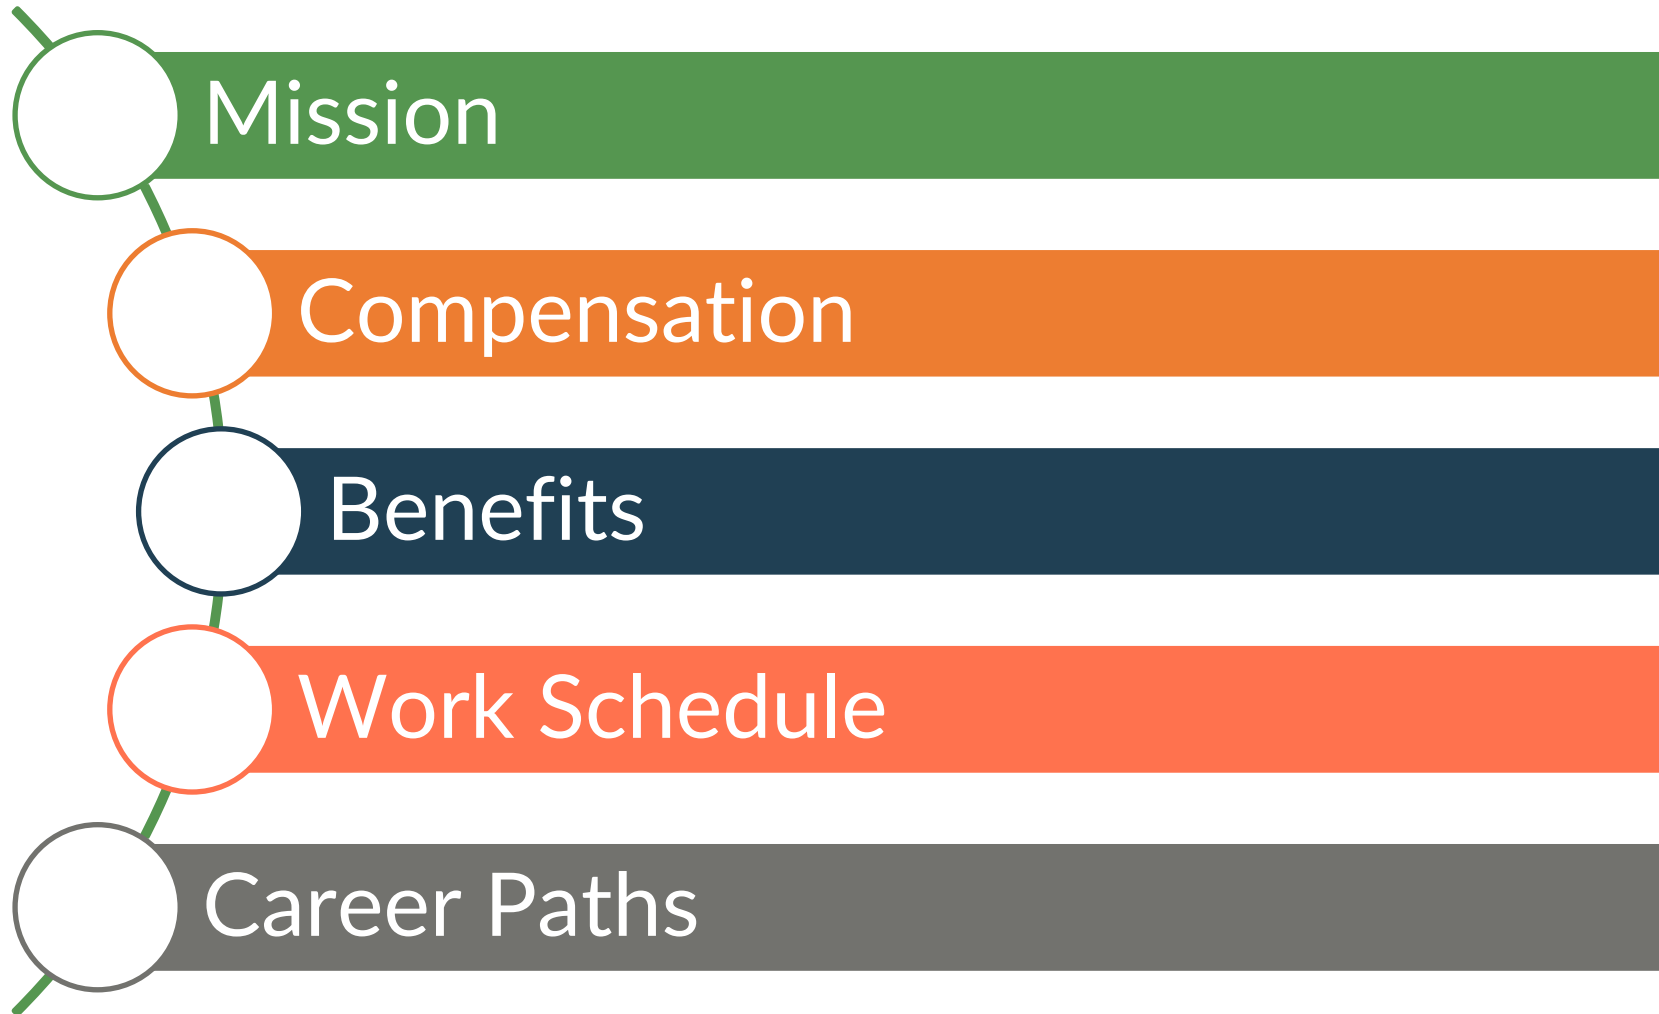 Mission
Compensation
Benefits
Work Schedule
Career Paths